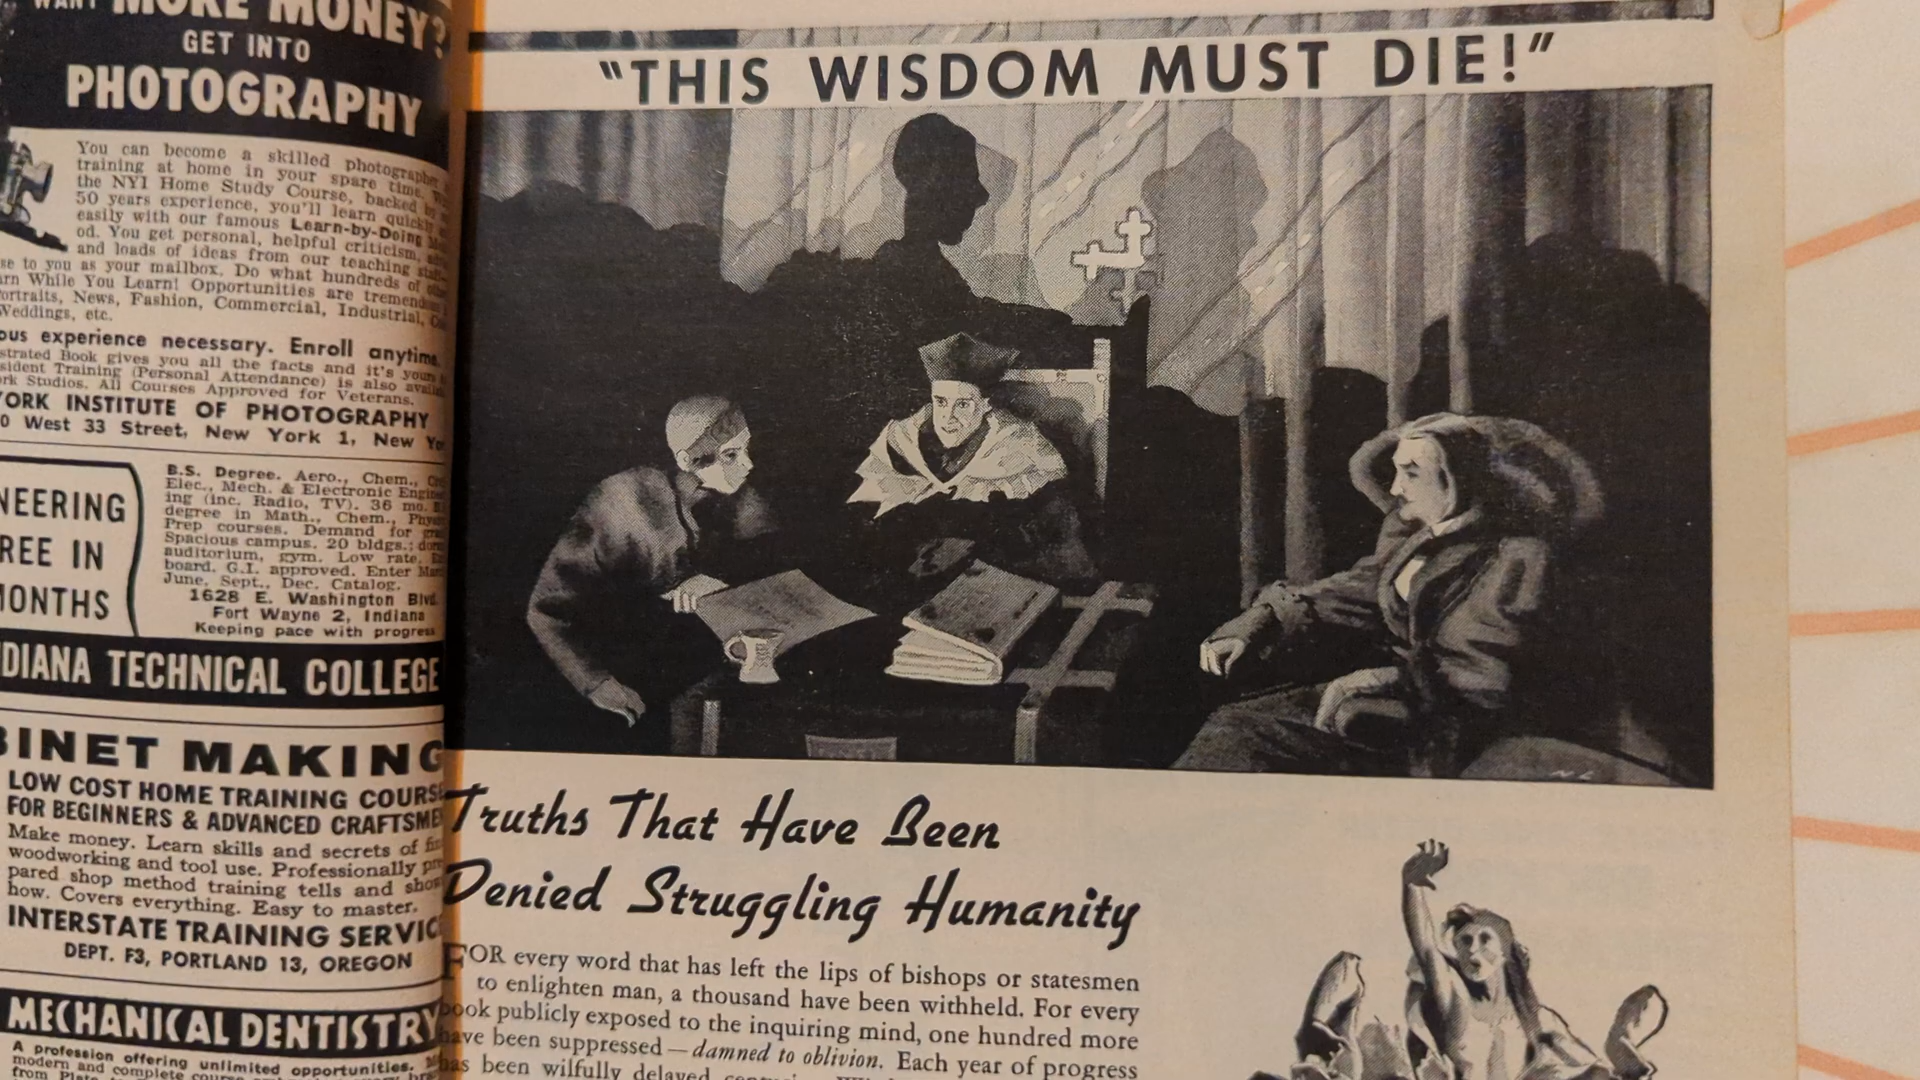 WANT MORE MONEY?
GET INTO
PHOTOGRAPHY
You can become a skilled photographer
training at home in your spare time.
the NYI Home Study Course, backed by
50 years experience, you'll learn quickly
easily with our famous Learn-by-Doing
od. You get personal, helpful criticism,
and loads of ideas from our teaching
to you as your mailbox. Do what hundreds of
While You Learn! Opportunities are
Portraits, News, Fashion, Commercial, Industrial,
Weddings, etc.
experience necessary. Enroll anytime.
Book gives you all the facts and it's
Training (Personal Attendance) is also
Studios. All Courses Approved for Veterans.
YORK INSTITUTE OF PHOTOGRAPHY
0 West 33 Street, New York 1, New
NEERING
REE IN
MONTHS
B.S. Degree. Aero., Chem.,
Elec., Mech. & Electronic
ing (inc. Radio, TV). 36 mo.
degree in Math., Chem.,
Prep courses. Demand for
Spacious campus. 20 bldgs.;
auditorium, gym. Low rate.
board. G.I. approved. Enter
June, Sept., Dec. Catalog.
1628 E. Washington Blvd.
Fort Wayne 2, Indiana
Keeping pace with progress
DIANA TECHNICAL COLLEGE
BINET MAKING
LOW COST HOME TRAINING COURSE
FOR BEGINNERS & ADVANCED CRAFTSME
Make money. Learn skills and secrets of
woodworking and tool use. Professionally
pared shop method training tells and
how. Covers everything. Easy to master.
INTERSTATE TRAINING SERVIC
DEPT. F3, PORTLAND 13, OREGON
MECHANICAL DENTISTRY
A profession offering unlimited opportunities.
modern and complete
from
"THIS WISDOM MUST DIE!"
Truths That Have Been
Denied Struggling Humanity
FOR every word that has left the lips of bishops or statesmen
to enlighten man, a thousand have been withheld. For every
book publicly exposed to the inquiring mind, one hundred more
have been suppressed—damned to oblivion. Each year of progress
has been wilfully delayed